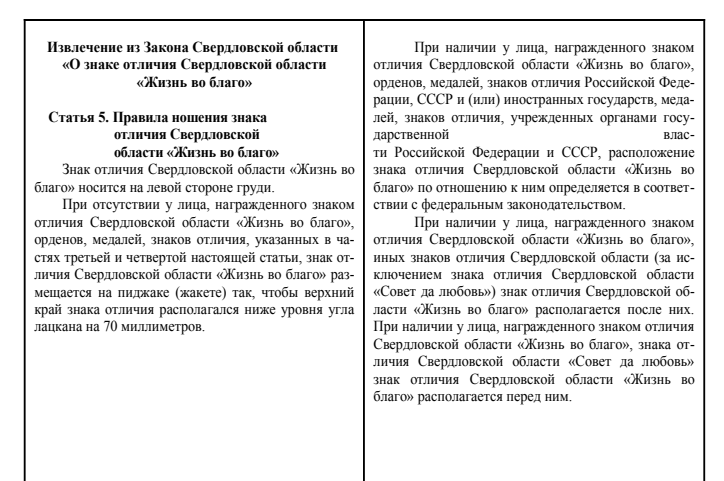 Извлечение из Закона Свердловской области
«О знаке отличия Свердловской области
«Жизнь во благо»
Статья 5. Правила ношения знака
отличия Свердловской
области «Жизнь во благо»
Знак отличия Свердловской области «Жизнь во
благо» носится на левой стороне груди.
При отсутствии у лица, награжденного знаком
отличия Свердловской области «Жизнь во благо»,
орденов, медалей, знаков отличия, указанных в ча-
стях третьей и четвертой настоящей статьи, знак от-
личия Свердловской области «Жизнь во благо» раз-
мещается на пиджаке (жакете) так, чтобы верхний
край знака отличия располагался ниже уровня угла
лацкана на 70 миллиметров.
При наличии у лица, награжденного знаком
отличия Свердловской области «Жизнь во благо»,
орденов, медалей, знаков отличия Российской Феде-
рации, СССР и (или) иностранных государств, меда-
лей, знаков отличия, учрежденных органами госу-
дарственной влас-
ти Российской Федерации и СССР, расположение
знака отличия Свердловской области «Жизнь во
благо» по отношению к ним определяется в соответ-
ствии с федеральным законодательством.
При наличии у лица, награжденного знаком
отличия Свердловской области «Жизнь во благо»,
иных знаков отличия Свердловской области (за ис-
ключением знака отличия Свердловской области
«Совет да любовь») знак отличия Свердловской об-
ласти «Жизнь во благо» располагается после них.
При наличии у лица, награжденного знаком отличия
Свердловской области «Жизнь во благо», знака от-
личия Свердловской области «Совет да любовь»
знак отличия Свердловской области «Жизнь во
благо» располагается перед ним.